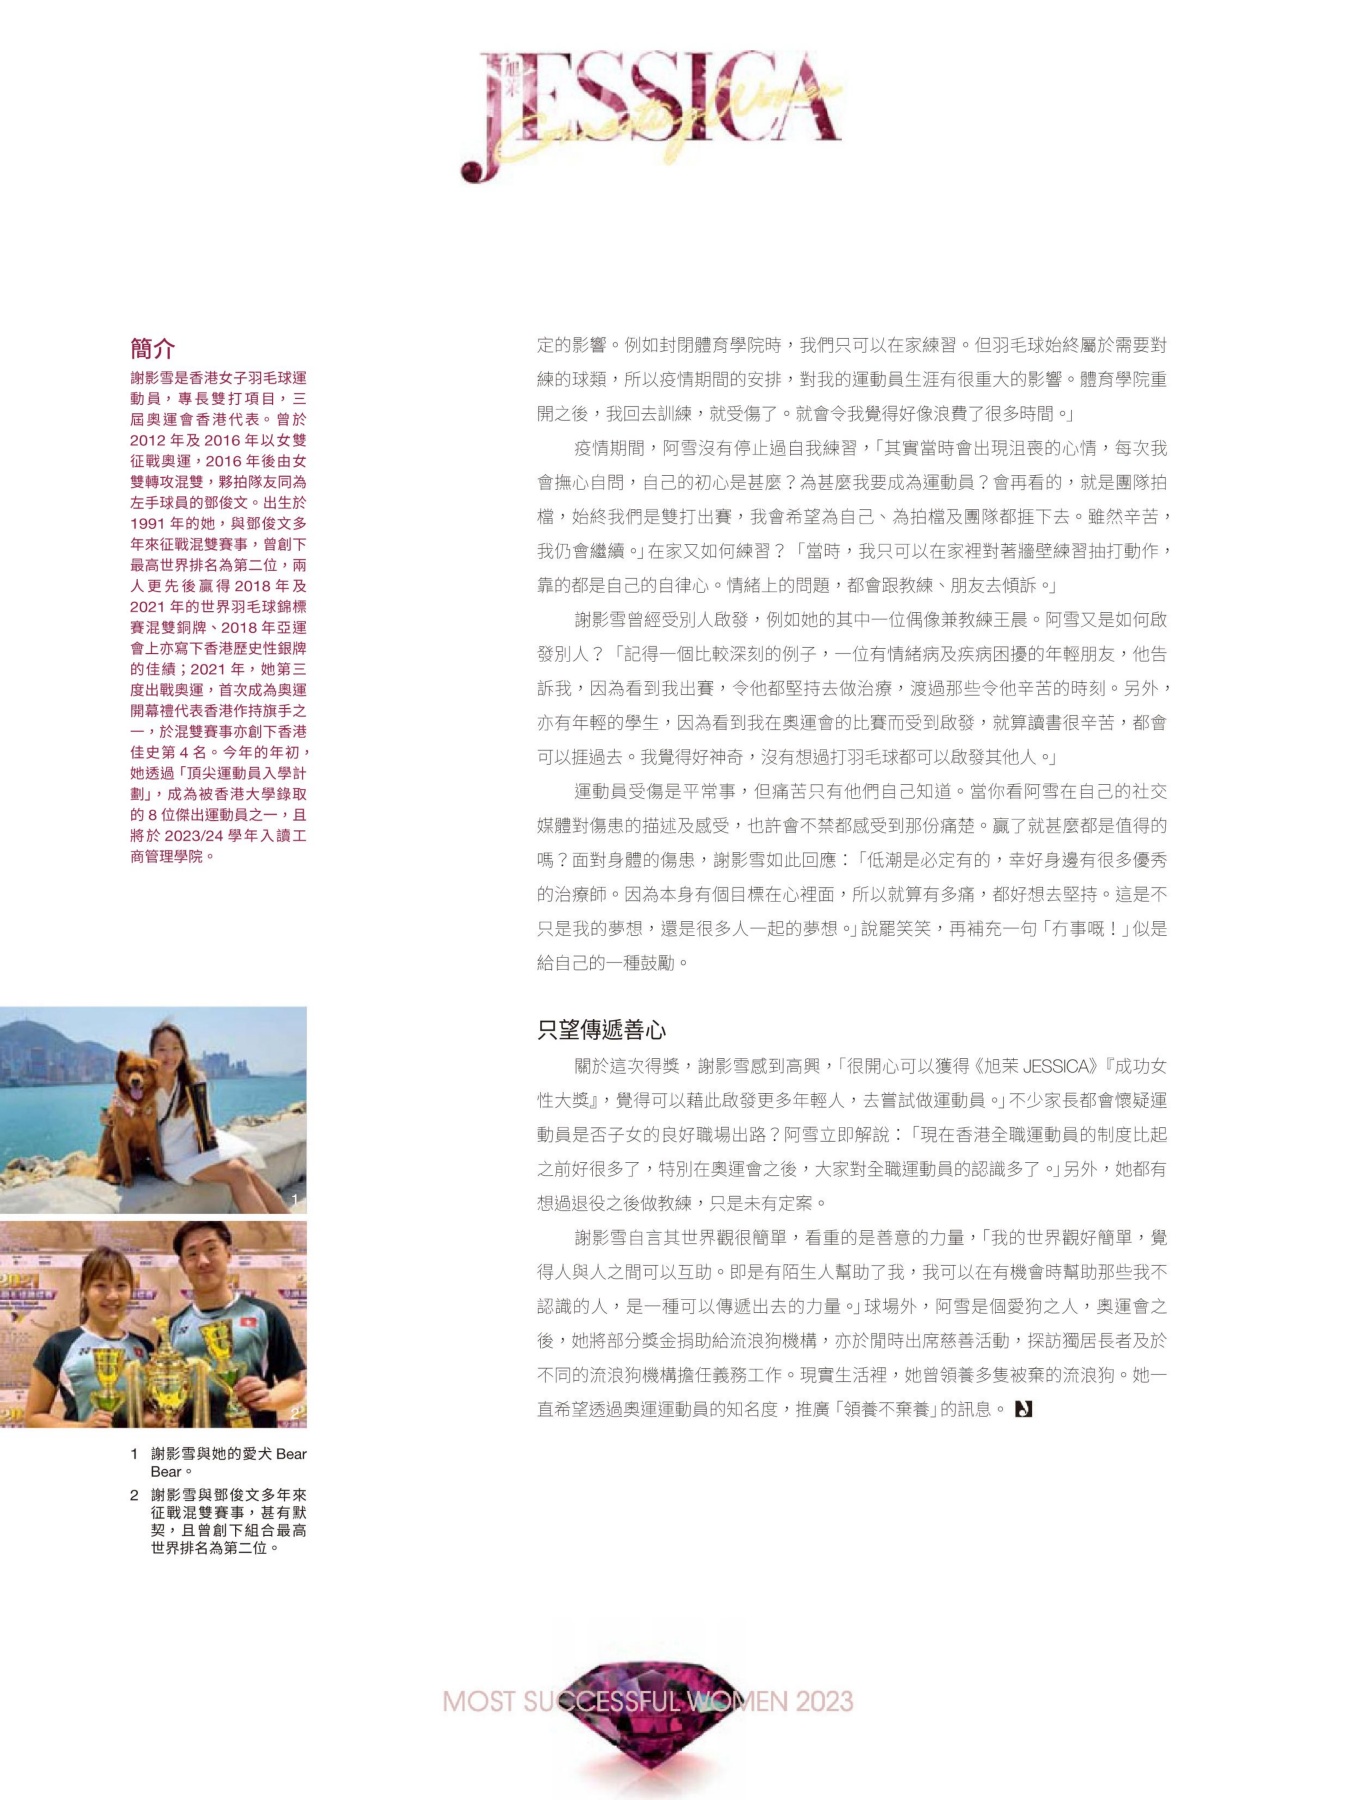 旭茉
JESSICA
Connecting Women
簡介
謝影雪是香港女子羽毛球運
動員，專長雙打項目，三
屆奧運會香港代表。曾於
2012 年及 2016 年以女雙
征戰奧運，2016 年後由女
雙轉攻混雙，夥拍隊友同為
左手球員的鄧俊文。出生於
1991 年的她，與鄧俊文多
年來征戰混雙賽事，曾創下
最高世界排名為第二位，兩
人更先後贏得 2018 年及
2021 年的世界羽毛球錦標
賽混雙銅牌、2018 年亞運
會上亦寫下香港歷史性銀牌
的佳績；2021 年，她第三
度出戰奧運，首次成為奧運
開幕禮代表香港作持旗手之
一，於混雙賽事亦創下香港
佳史第 4 名。今年的年初，
她透過「頂尖運動員入學計
劃」，成為被香港大學錄取
的 8 位傑出運動員之一，且
將於 2023/24 學年入讀工
商管理學院。
1
2
1 謝影雪與她的愛犬 Bear
Bear。
2 謝影雪與鄧俊文多年來
征戰混雙賽事，甚有默
契，且曾創下組合最高
世界排名為第二位。
定的影響。例如封閉體育學院時，我們只可以在家練習。但羽毛球始終屬於需要對
練的球類，所以疫情期間的安排，對我的運動員生涯有很重大的影響。體育學院重
開之後，我回去訓練，就受傷了。就會令我覺得好像浪費了很多時間。」
疫情期間，阿雪沒有停止過自我練習，「其實當時會出現沮喪的心情，每次我
會撫心自問，自己的初心是甚麼？為甚麼我要成為運動員？會再看的，就是團隊拍
檔，始終我們是雙打出賽，我會希望為自己、為拍檔及團隊都捱下去。雖然辛苦，
我仍會繼續。」在家又如何練習？「當時，我只可以在家裡對著牆壁練習抽打動作，
靠的都是自己的自律心。情緒上的問題，都會跟教練、朋友去傾訴。」
謝影雪曾經受別人啟發，例如她的其中一位偶像兼教練王晨。阿雪又是如何啟
發別人？「記得一個比較深刻的例子，一位有情緒病及疾病困擾的年輕朋友，他告
訴我，因為看到我出賽，令他都堅持去做治療，渡過那些令他辛苦的時刻。另外，
亦有年輕的學生，因為看到我在奧運會的比賽而受到啟發，就算讀書很辛苦，都會
可以捱過去。我覺得好神奇，沒有想過打羽毛球都可以啟發其他人。」
運動員受傷是平常事，但痛苦只有他們自己知道。當你看阿雪在自己的社交
媒體對傷患的描述及感受，也許會不禁都感受到那份痛楚。贏了就甚麼都是值得的
嗎？面對身體的傷患，謝影雪如此回應：「低潮是必定有的，幸好身邊有很多優秀
的治療師。因為本身有個目標在心裡面，所以就算有多痛，都好想去堅持。這是不
只是我的夢想，還是很多人一起的夢想。」說罷笑笑，再補充一句「冇事嘅！」似是
給自己的一種鼓勵。
只望傳遞善心
關於這次得獎，謝影雪感到高興，「很開心可以獲得《旭茉 JESSICA》『成功女
性大獎』，覺得可以藉此啟發更多年輕人，去嘗試做運動員。」不少家長都會懷疑運
動員是否子女的良好職場出路？阿雪立即解說：「現在香港全職運動員的制度比起
之前好很多了，特別在奧運會之後，大家對全職運動員的認識多了。」另外，她都有
想過退役之後做教練，只是未有定案。
謝影雪自言其世界觀很簡單，看重的是善意的力量，「我的世界觀好簡單，覺
得人與人之間可以互助。即是有陌生人幫助了我，我可以在有機會時幫助那些我不
認識的人，是一種可以傳遞出去的力量。」球場外，阿雪是個愛狗之人，奧運會之
後，她將部分獎金捐助給流浪狗機構，亦於閒時出席慈善活動，探訪獨居長者及於
不同的流浪狗機構擔任義務工作。現實生活裡，她曾領養多隻被棄的流浪狗。她一
直希望透過奧運運動員的知名度，推廣「領養不棄養」的訊息。
MOST SUCCESSFUL WOMEN 2023